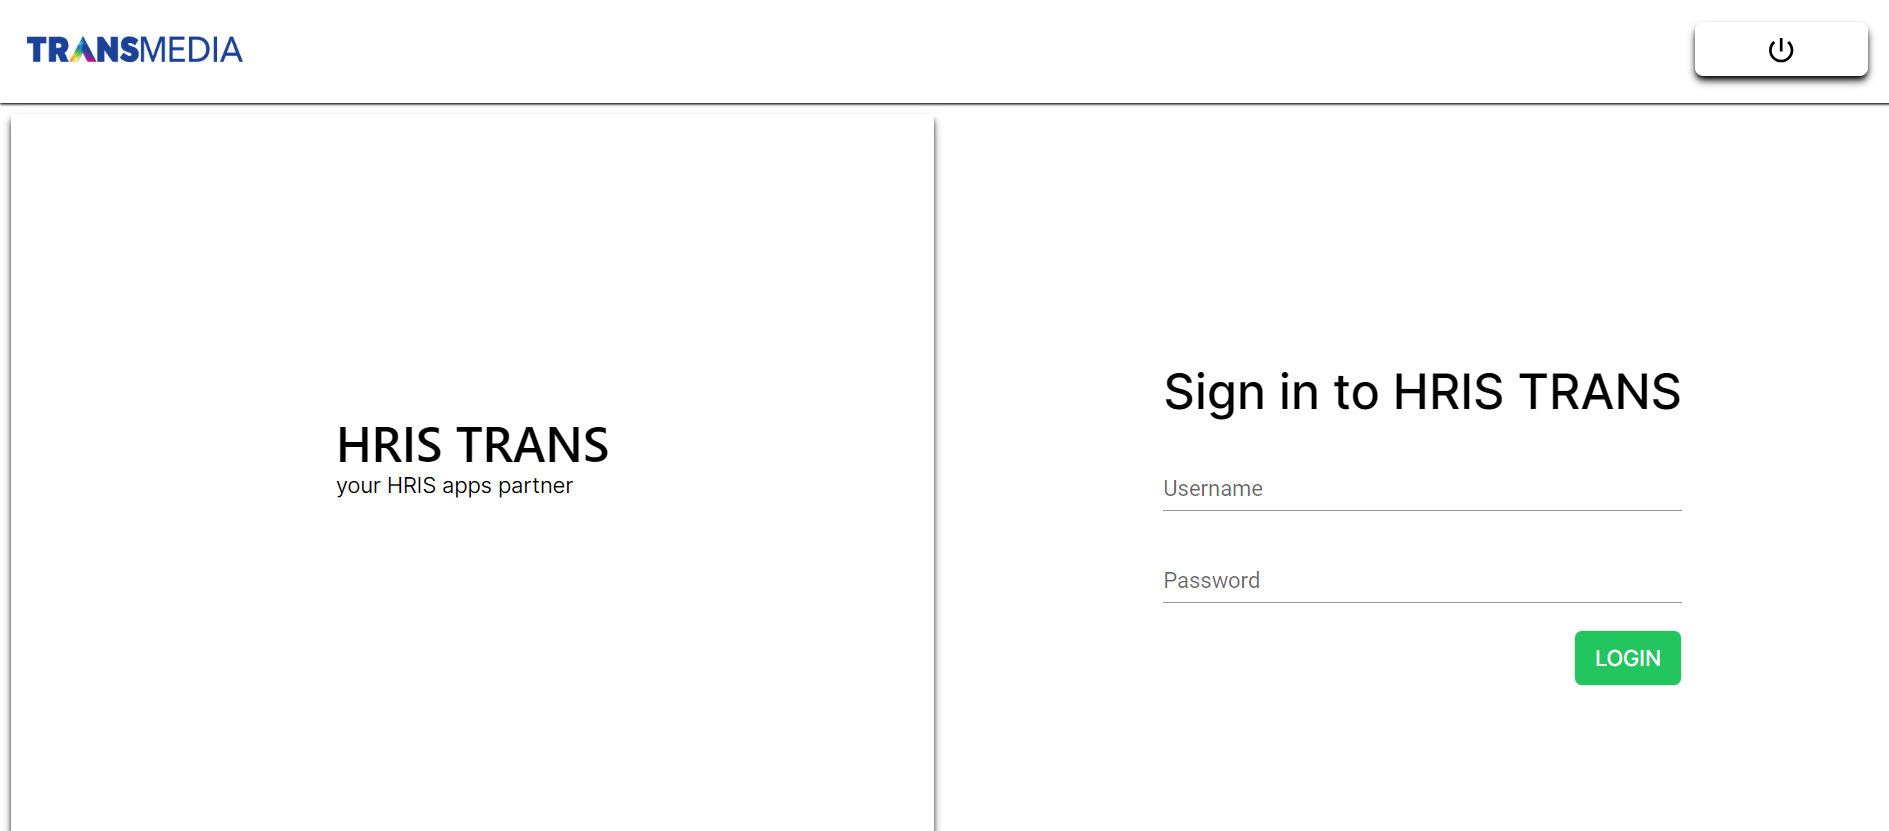 TRANSMEDIA
HRIS TRANS
your HRIS apps partner
Sign in to HRIS TRANS
Username
Password
LOGIN